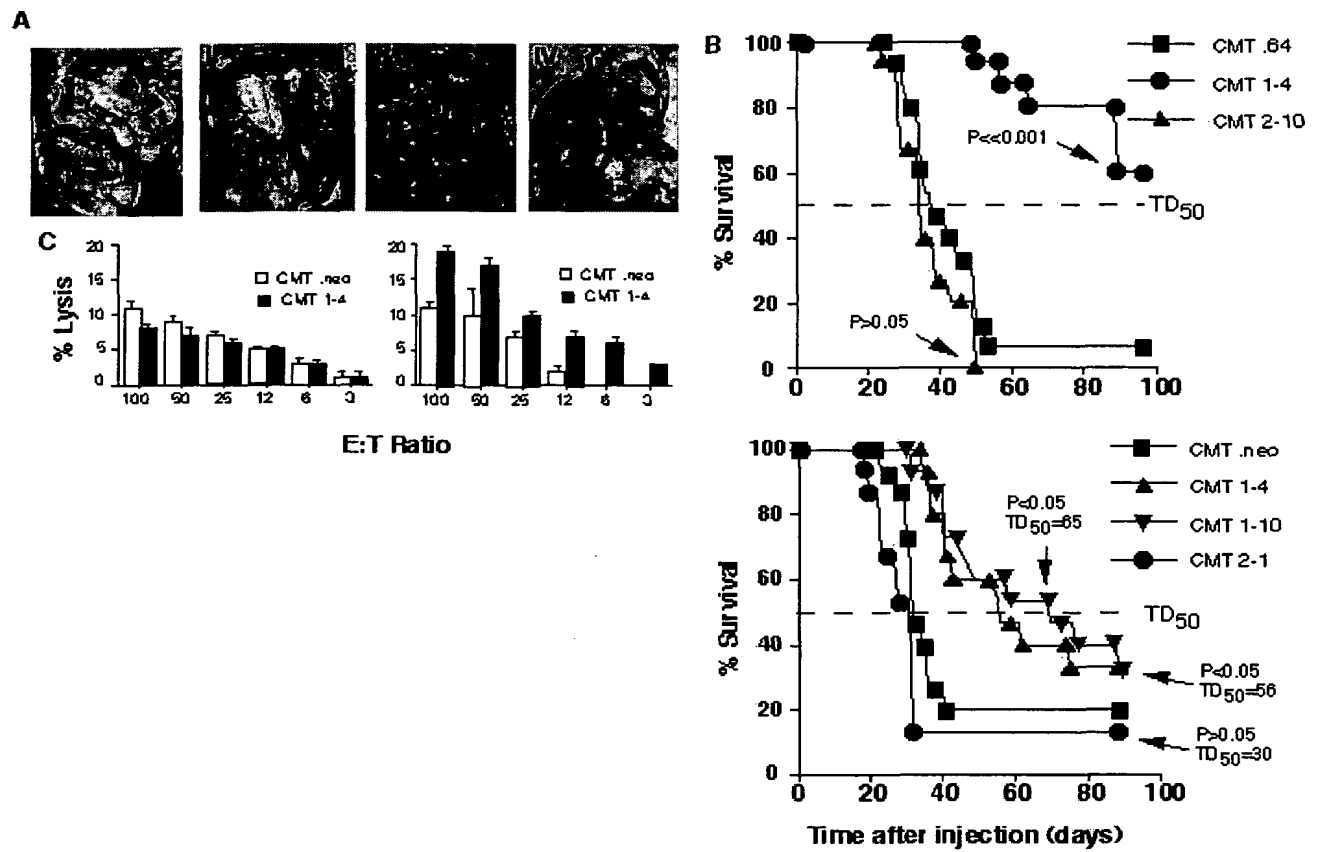 A
IV
C
20
15
10
5
0
% Lysis
CMT .neo
CMT 1-4
100 50 25 12 6 3
20
15
10
5
0
CMT .neo
CMT 1-4
100 50 25 12 6 3
E:T Ratio
B
100
80
60
40
20
0
% Survival
CMT .64
CMT 1-4
CMT 2-10
P<<0.001
TD50
P>0.05
0 20 40 60 80 100
100
80
60
40
20
0
% Survival
CMT .neo
CMT 1-4
CMT 1-10
CMT 2-1
P<0.05
TD50=65
TD50
P<0.05
TD50=56
P>0.05
TD50=30
0 20 40 60 80 100
Time after injection (days)